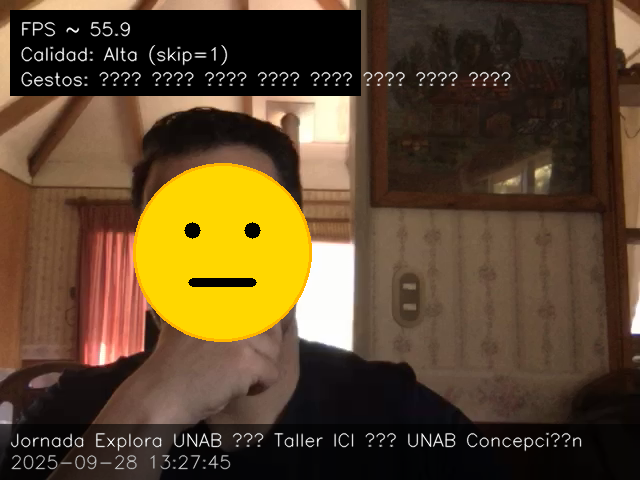 FPS ~ 55.9
Calidad: Alta (skip=1)
Gestos: ???? ???? ???? ???? ???? ???? ???? ????
Jornada Explora UNAB ??? Taller ICI ??? UNAB Concepci??n
2025-09-28 13:27:45